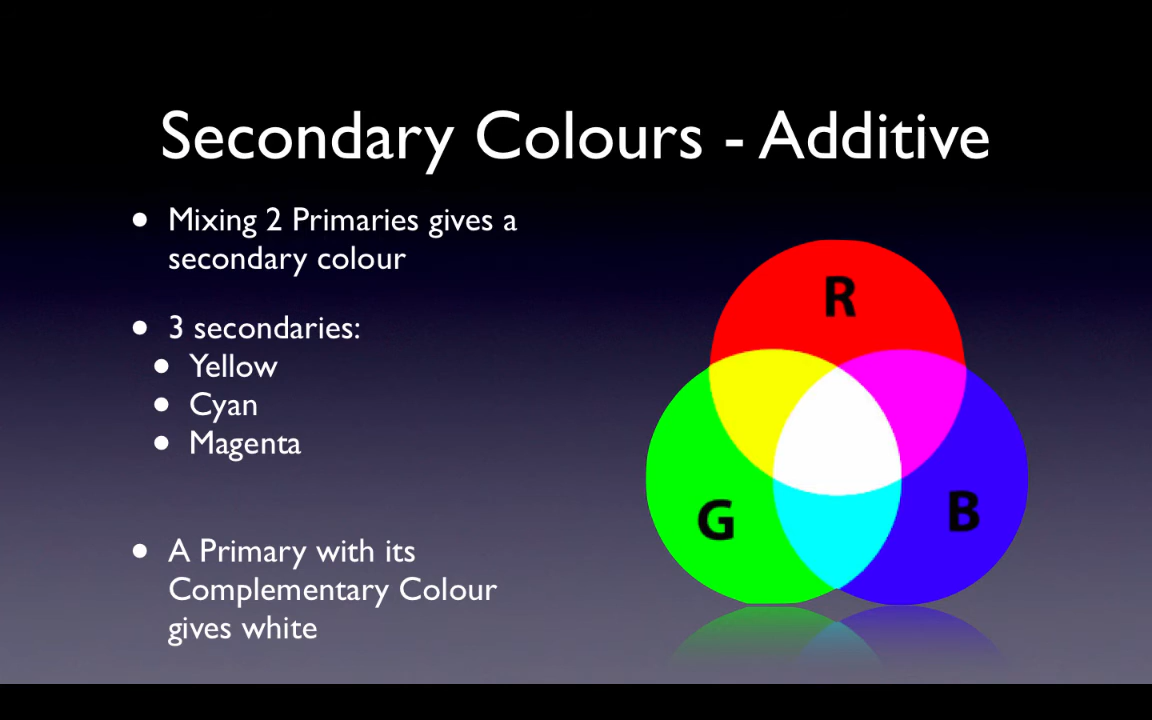 Secondary Colours - Additive
• Mixing 2 Primaries gives a
secondary colour
• 3 secondaries:
• Yellow
• Cyan
• Magenta
• A Primary with its
Complementary Colour
gives white
R
G
B